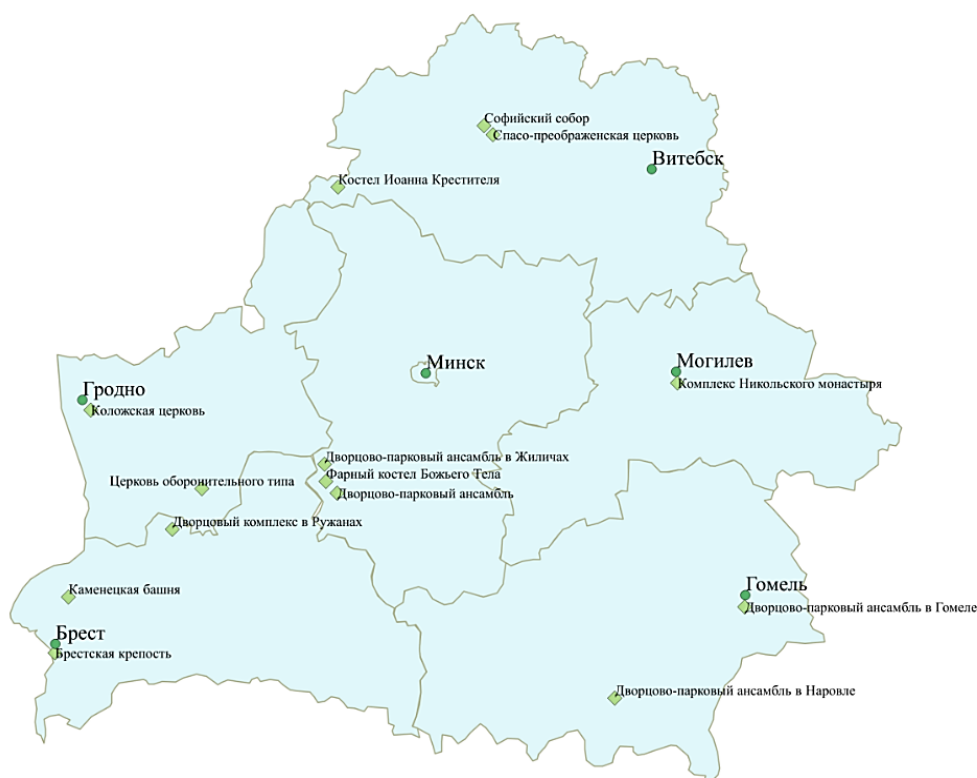 Софийский собор
Спасо-преображенская церковь
Витебск
Костел Иоанна Крестителя
Минск
Могилев
Комплекс Никольского монастыря
Гродно
Коложская церковь
Дворцово-парковый ансамбль в Жиличах
Фарный костел Божьего Тела
Церковь оборонительного типа
Дворцово-парковый ансамбль
Дворцовый комплекс в Ружанах
Каменецкая башня
Гомель
Дворцово-парковый ансамбль в Гомеле
Брест
Брестская крепость
Дворцово-парковый ансамбль в Наровле